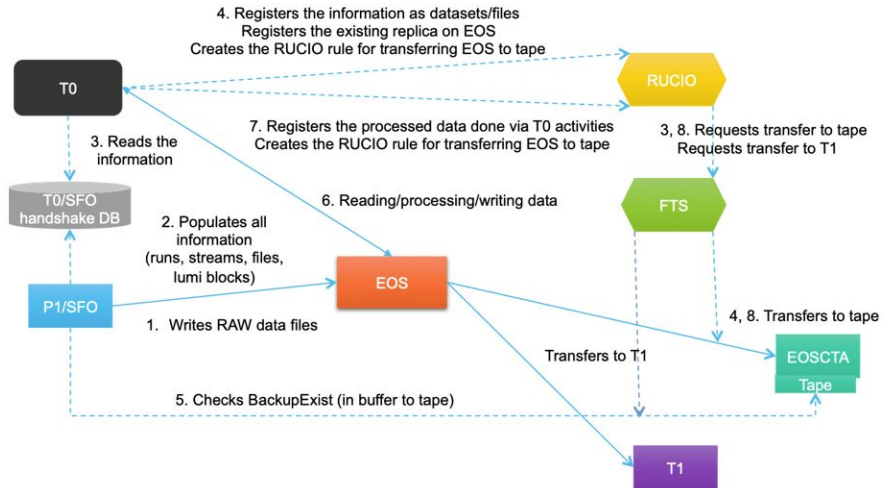 4. Registers the information as datasets/files
Registers the existing replica on EOS
Creates the RUCIO rule for transferring EOS to tape
T0
RUCIO
3. Reads the
information
7. Registers the processed data done via T0 activities
Creates the RUCIO rule for transferring EOS to tape
3, 8. Requests transfer to tape
Requests transfer to T1
T0/SFO
handshake DB
6. Reading/processing/writing data
FTS
2. Populates all
information
(runs, streams, files,
lumi blocks)
EOS
P1/SFO
1. Writes RAW data files
4, 8. Transfers to tape
Transfers to T1
EOSCTA
Tape
5. Checks BackupExist (in buffer to tape)
T1